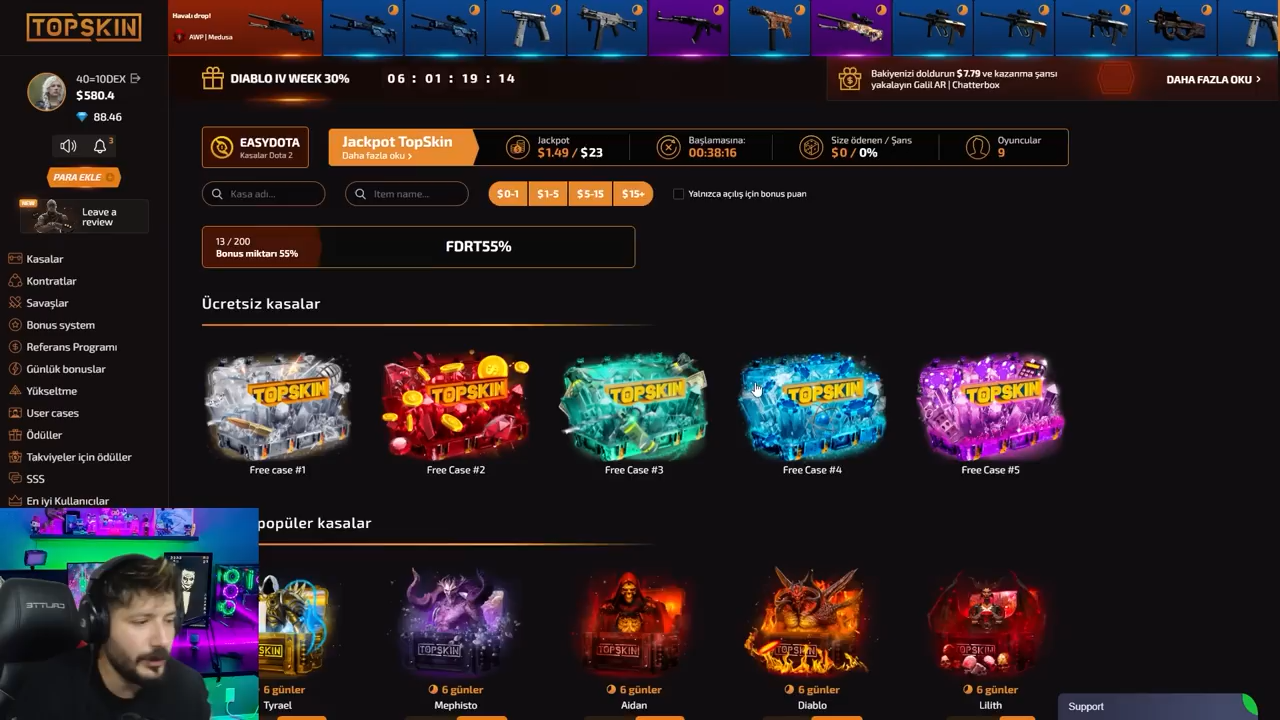 TOPSKIN
Havalı drop!
AWP | Medusa
40=10DEX
$580.4
88.46
3
PARA EKLE
NEW
Leave a
review
Kasalar
Kontratlar
Savaşlar
Bonus system
Referans Programı
Günlük bonuslar
Yükseltme
User cases
Ödüller
Takviyeler için ödüller
SSS
En iyi Kullanıcılar
DIABLO IV WEEK 30%
06 : 01 : 19 : 14
Bakiyenizi doldurun $7.79 ve kazanma şansı
yakalayın Galil AR | Chatterbox
DAHA FAZLA OKU >
EASYDOTA
Kasalar Dota 2
Jackpot TopSkin
Daha fazla oku >
Jackpot
$1.49 / $23
Başlamasına:
00:38:16
Size ödenen / Şans
$0 / 0%
Oyuncular
9
Kasa adı...
Item name...
$0-1
$1-5
$5-15
$15+
Yalnızca açılış için bonus puan
13 / 200
Bonus miktarı 55%
FDRT55%
Ücretsiz kasalar
TOPSKIN
TOPSKIN
TOPSKIN
TOPSKIN
TOPSKIN
Free case #1
Free Case #2
Free Case #3
Free Case #4
Free Case #5
popüler kasalar
TOPSKIN
TOPSKIN
TOPSKIN
TOPSKIN
TOPSKIN
6 günler
6 günler
6 günler
6 günler
6 günler
Tyrael
Mephisto
Aidan
Diablo
Lilith
Support